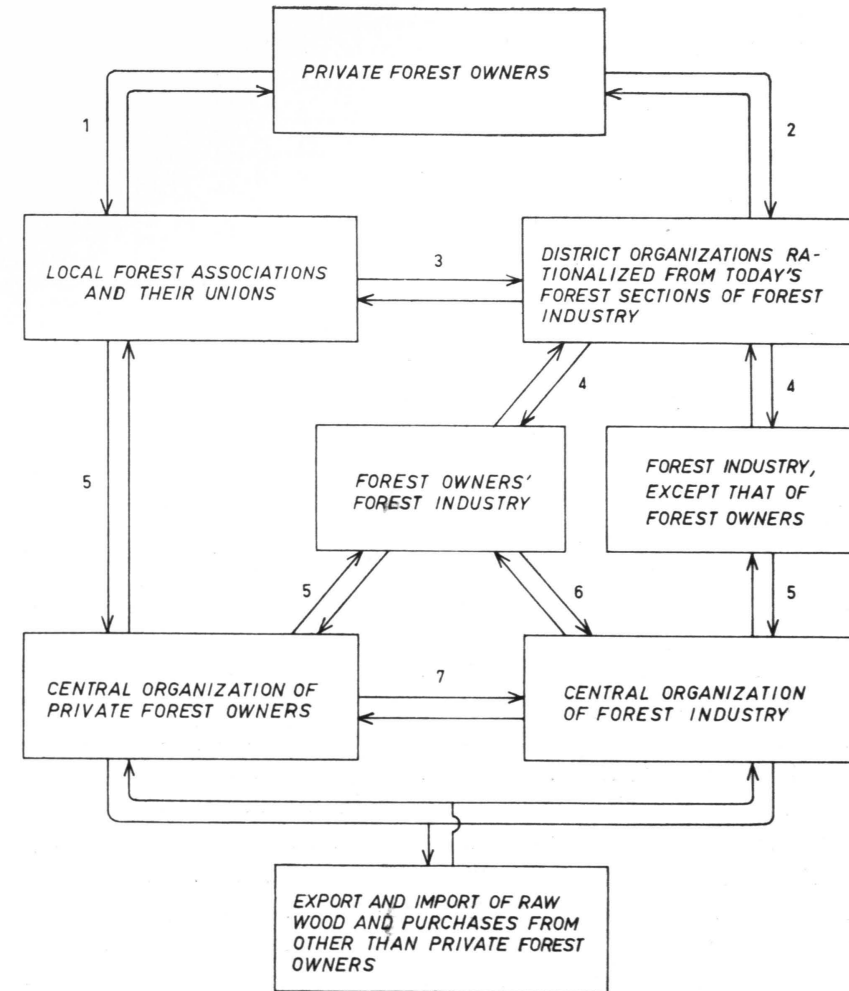 PRIVATE FOREST OWNERS
1
2
LOCAL FOREST ASSOCIATIONS
AND THEIR UNIONS
3
DISTRICT ORGANIZATIONS RA-
TIONALIZED FROM TODAY'S
FOREST SECTIONS OF FOREST
INDUSTRY
4
4
5
FOREST OWNERS'
FOREST INDUSTRY
FOREST INDUSTRY,
EXCEPT THAT OF
FOREST OWNERS
5
6
5
CENTRAL ORGANIZATION OF
PRIVATE FOREST OWNERS
7
CENTRAL ORGANIZATION
OF FOREST INDUSTRY
EXPORT AND IMPORT OF RAW
WOOD AND PURCHASES FROM
OTHER THAN PRIVATE FOREST
OWNERS